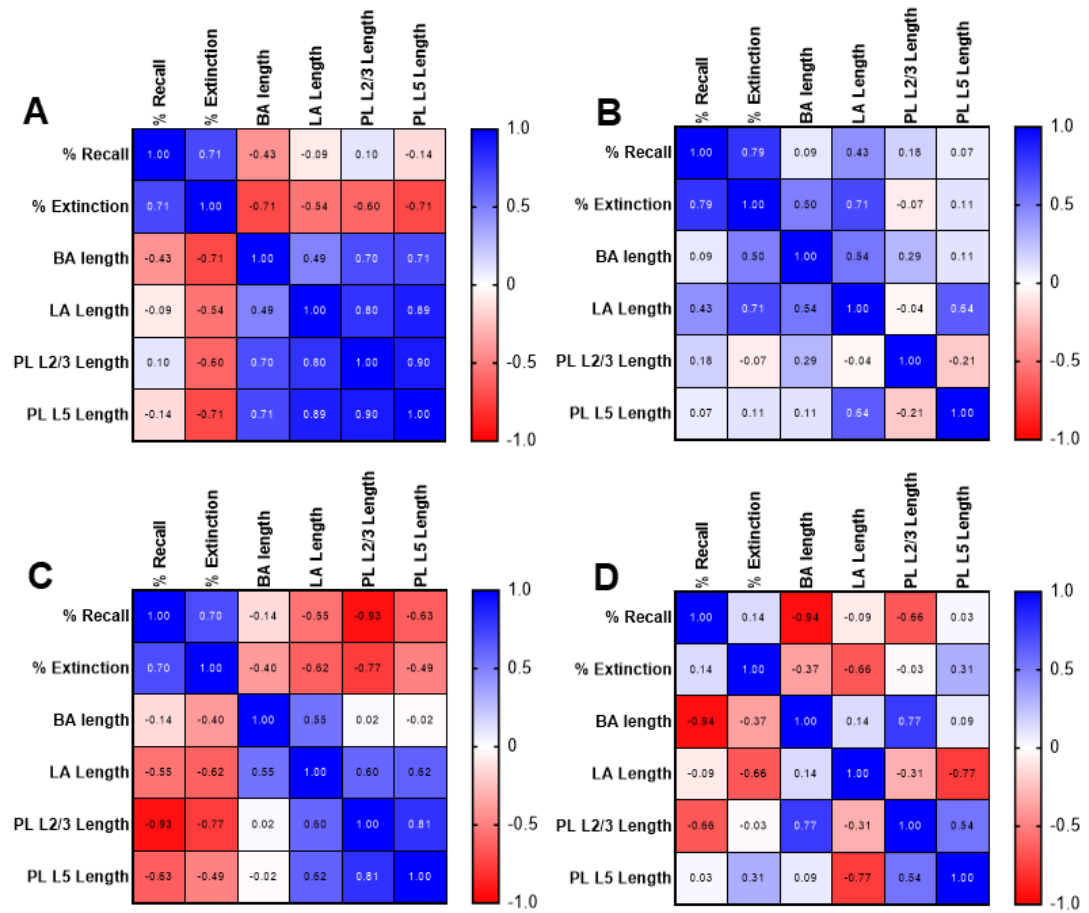 A
% Recall
% Extinction
BA length
LA Length
PL L2/3 Length
PL L5 Length
% Recall 1.00 0.71 -0.43 -0.09 0.10 -0.14
% Extinction 0.71 1.00 -0.71 -0.54 -0.60 -0.71
BA length -0.43 -0.71 1.00 0.49 0.70 0.71
LA Length -0.09 -0.54 0.49 1.00 0.80 0.89
PL L2/3 Length 0.10 -0.60 0.70 0.80 1.00 0.90
PL L5 Length -0.14 -0.71 0.71 0.89 0.90 1.00
1.0
0.5
0
-0.5
-1.0
B
% Recall
% Extinction
BA length
LA Length
PL L2/3 Length
PL L5 Length
% Recall 1.00 0.79 0.09 0.43 0.18 0.07
% Extinction 0.79 1.00 0.50 0.71 -0.07 0.11
BA length 0.09 0.50 1.00 0.54 0.29 0.11
LA Length 0.43 0.71 0.54 1.00 -0.04 0.64
PL L2/3 Length 0.18 -0.07 0.29 -0.04 1.00 -0.21
PL L5 Length 0.07 0.11 0.11 0.64 -0.21 1.00
1.0
0.5
0
-0.5
-1.0
C
% Recall
% Extinction
BA length
LA Length
PL L2/3 Length
PL L5 Length
% Recall 1.00 0.70 -0.14 -0.55 -0.93 -0.63
% Extinction 0.70 1.00 -0.40 -0.62 -0.77 -0.49
BA length -0.14 -0.40 1.00 0.55 0.02 -0.02
LA Length -0.55 -0.62 0.55 1.00 0.60 0.62
PL L2/3 Length -0.93 -0.77 0.02 0.60 1.00 0.81
PL L5 Length -0.63 -0.49 -0.02 0.62 0.81 1.00
1.0
0.5
0
-0.5
-1.0
D
% Recall
% Extinction
BA length
LA Length
PL L2/3 Length
PL L5 Length
% Recall 1.00 0.14 -0.94 -0.09 -0.66 0.03
% Extinction 0.14 1.00 -0.37 -0.66 -0.03 0.31
BA length -0.94 -0.37 1.00 0.14 0.77 0.09
LA Length -0.09 -0.66 0.14 1.00 -0.31 -0.77
PL L2/3 Length -0.66 -0.03 0.77 -0.31 1.00 0.54
PL L5 Length 0.03 0.31 0.09 -0.77 0.54 1.00
1.0
0.5
0
-0.5
-1.0